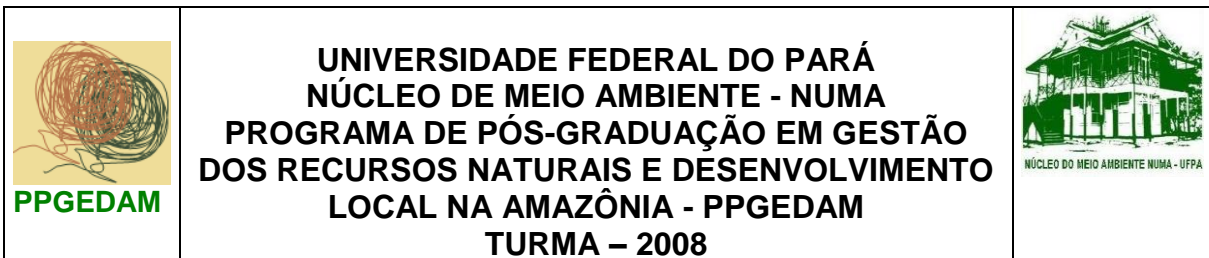 PPGEDAM
UNIVERSIDADE FEDERAL DO PARÁ
NÚCLEO DE MEIO AMBIENTE - NUMA
PROGRAMA DE PÓS-GRADUAÇÃO EM GESTÃO
DOS RECURSOS NATURAIS E DESENVOLVIMENTO
LOCAL NA AMAZÔNIA - PPGEDAM
TURMA – 2008
NÚCLEO DO MEIO AMBIENTE NUMA - UFPA